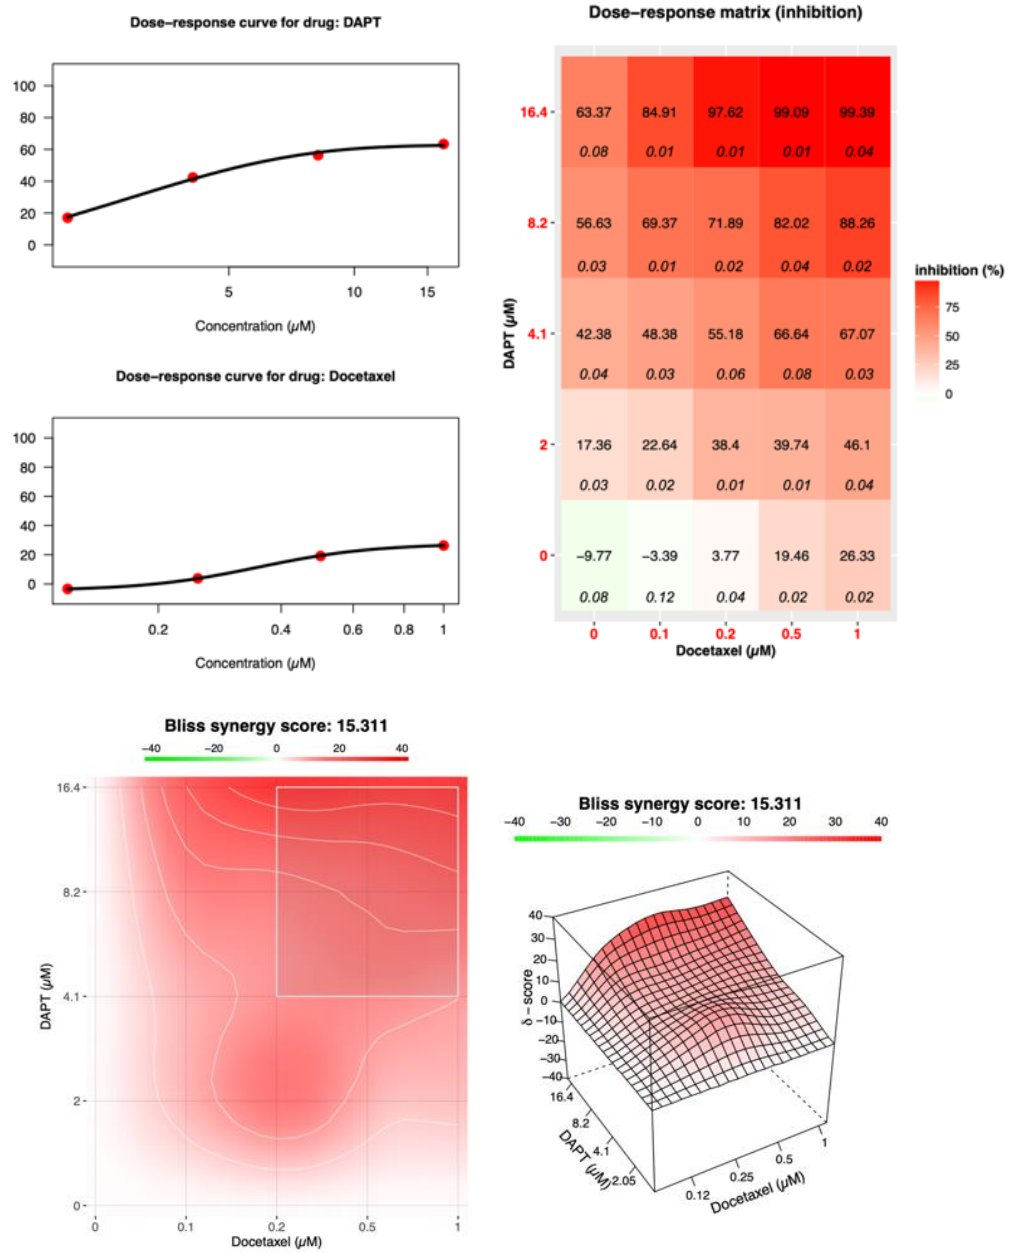 Dose–response curve for drug: DAPT
100
80
60
40
20
0
5 10 15
Concentration (µM)
Dose–response curve for drug: Docetaxel
100
80
60
40
20
0
0.2 0.4 0.6 0.8 1
Concentration (µM)
Dose–response matrix (inhibition)
DAPT (µM)
16.4 63.37 84.91 97.62 99.09 99.39
0.08 0.01 0.01 0.01 0.04
8.2 56.63 69.37 71.89 82.02 88.26
0.03 0.01 0.02 0.04 0.02
4.1 42.38 48.38 55.18 66.64 67.07
0.04 0.03 0.06 0.08 0.03
2 17.36 22.64 38.4 39.74 46.1
0.03 0.02 0.01 0.01 0.04
0 −9.77 −3.39 3.77 19.46 26.33
0.08 0.12 0.04 0.02 0.02
0 0.1 0.2 0.5 1
Docetaxel (µM)
inhibition (%)
75
50
25
0
Bliss synergy score: 15.311
−40 −20 0 20 40
DAPT (µM)
16.4
8.2
4.1
2
0
0 0.1 0.2 0.5 1
Docetaxel (µM)
Bliss synergy score: 15.311
−40 −30 −20 −10 0 10 20 30 40
δ − score
40
30
20
10
0
−10
−20
−30
−40
16.4
8.2
4.1
2.05
DAPT (µM)
0.12 0.25 0.5 1
Docetaxel (µM)